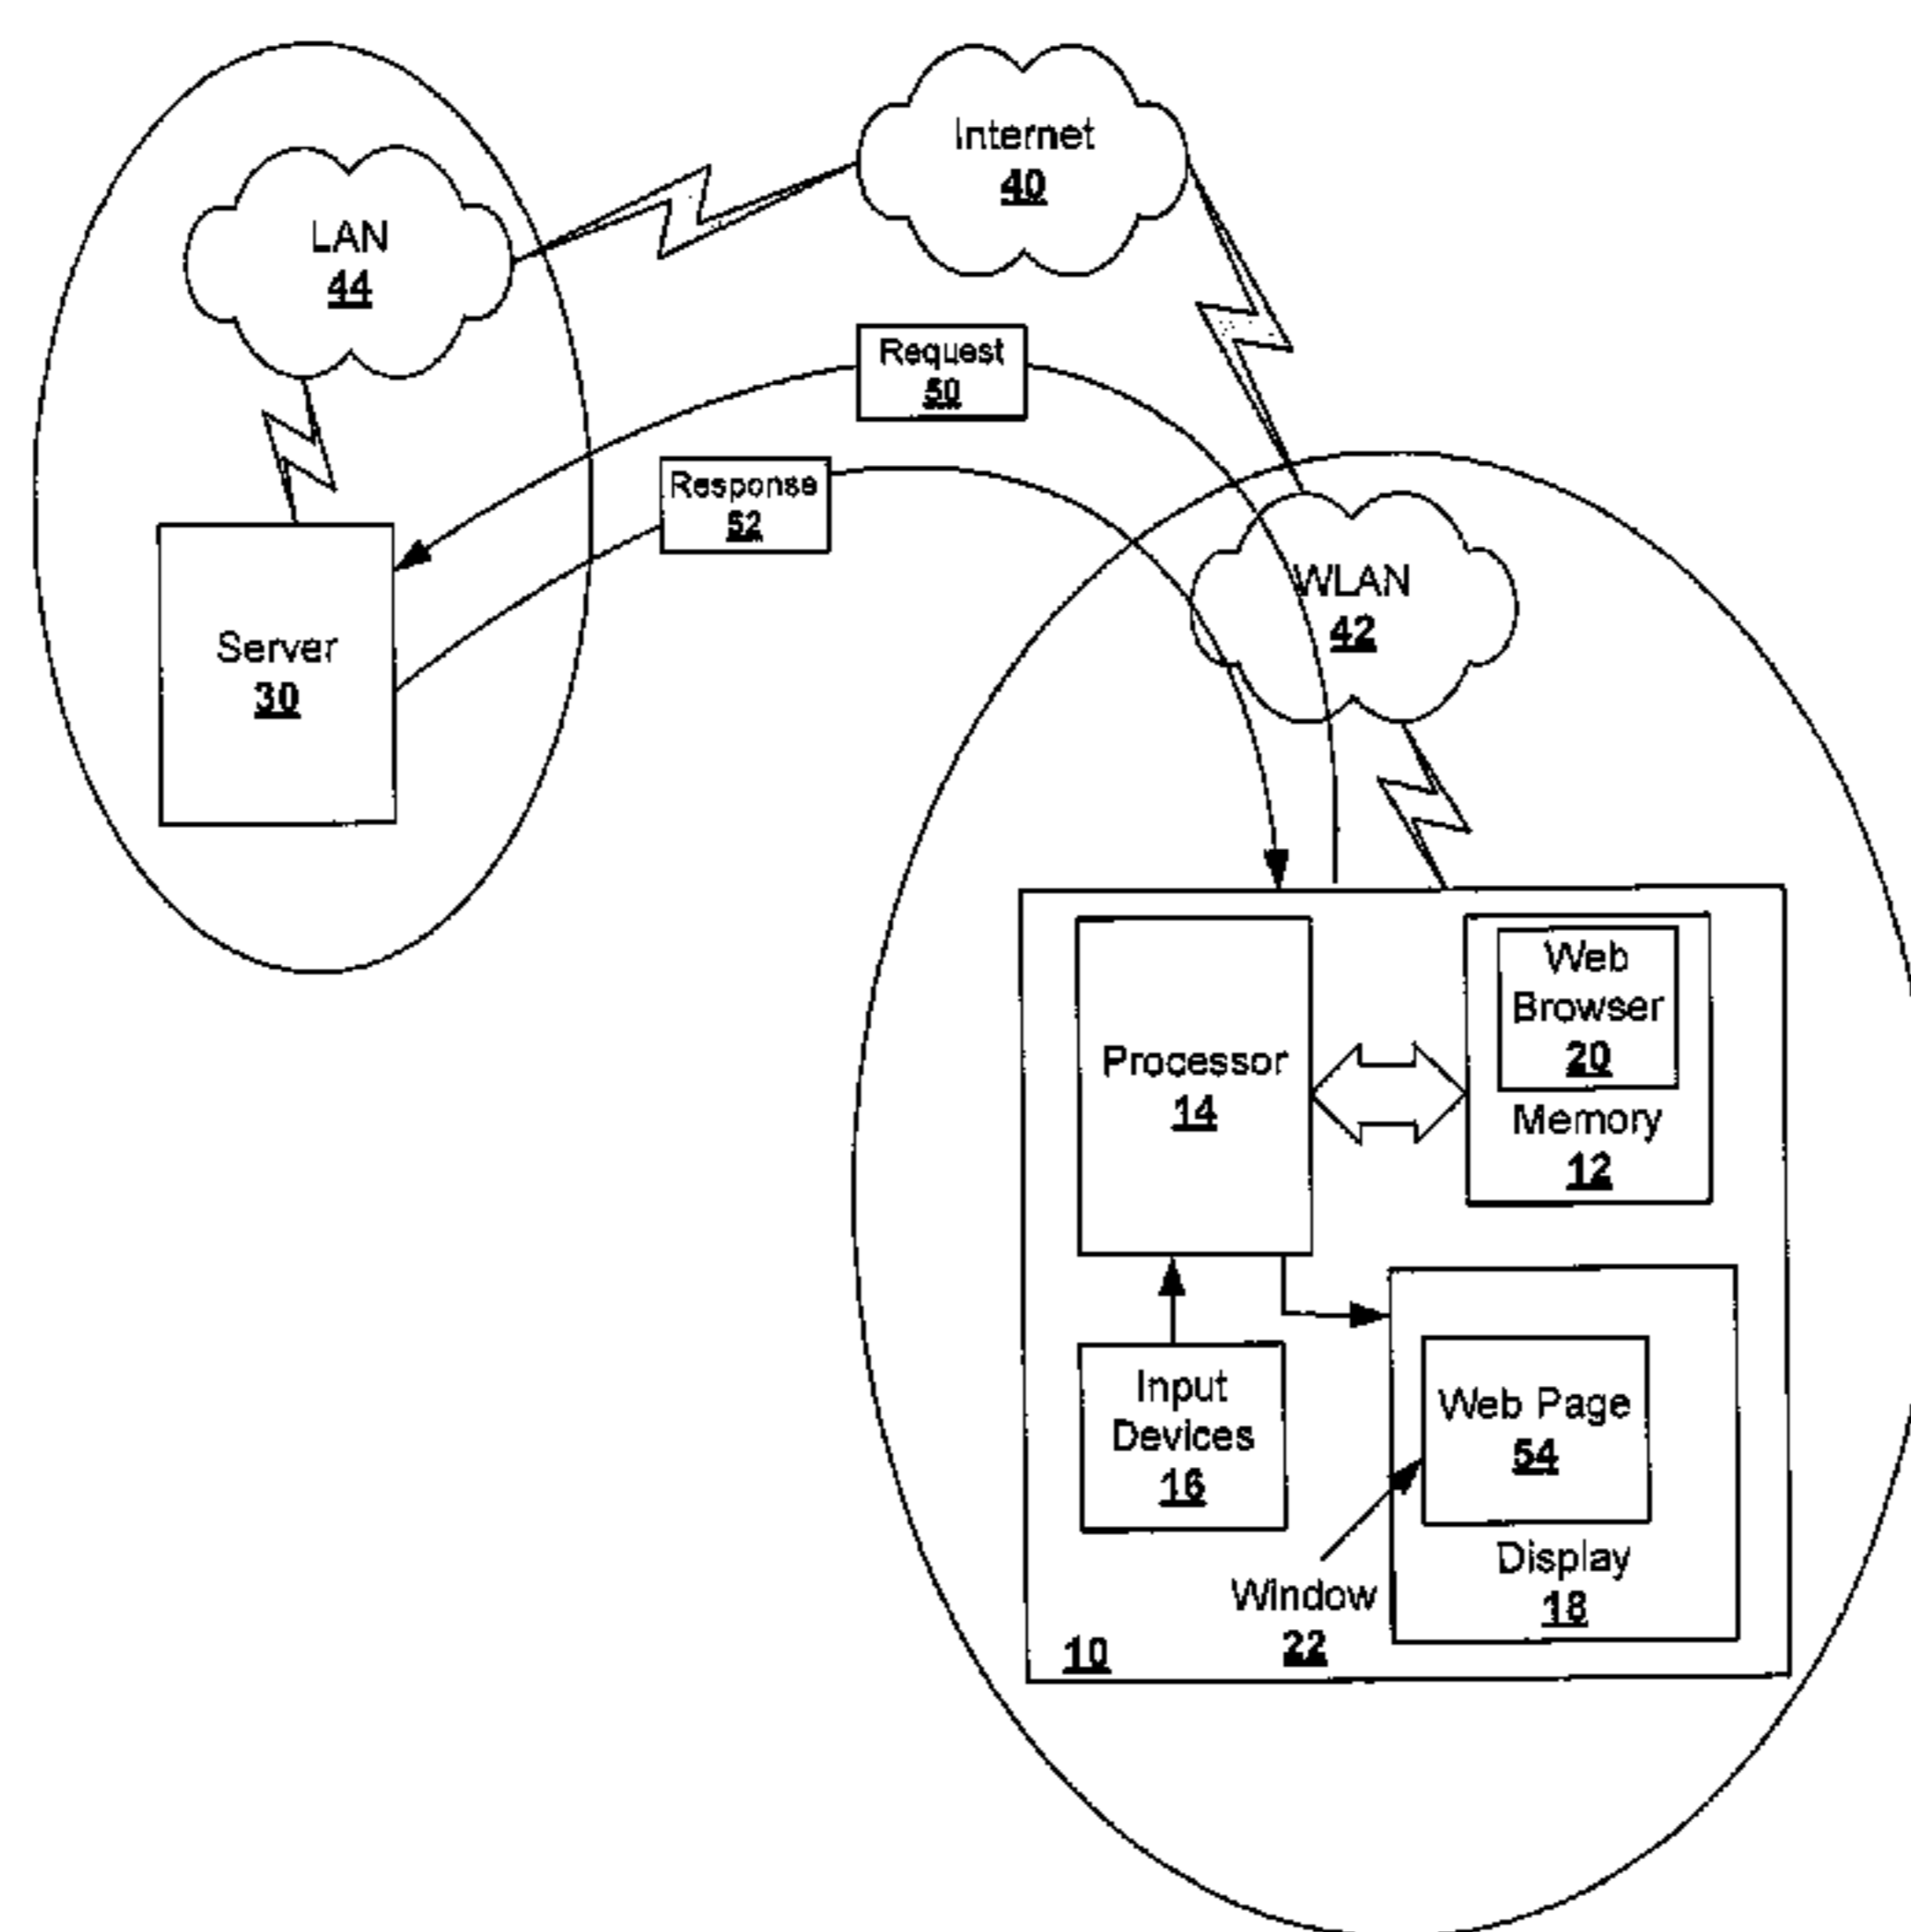 Internet
40
LAN
44
Request
50
Response
52
WLAN
42
Server
30
Web
Browser
20
Memory
12
Processor
14
Input
Devices
16
Web Page
54
Display
18
Window
22
10